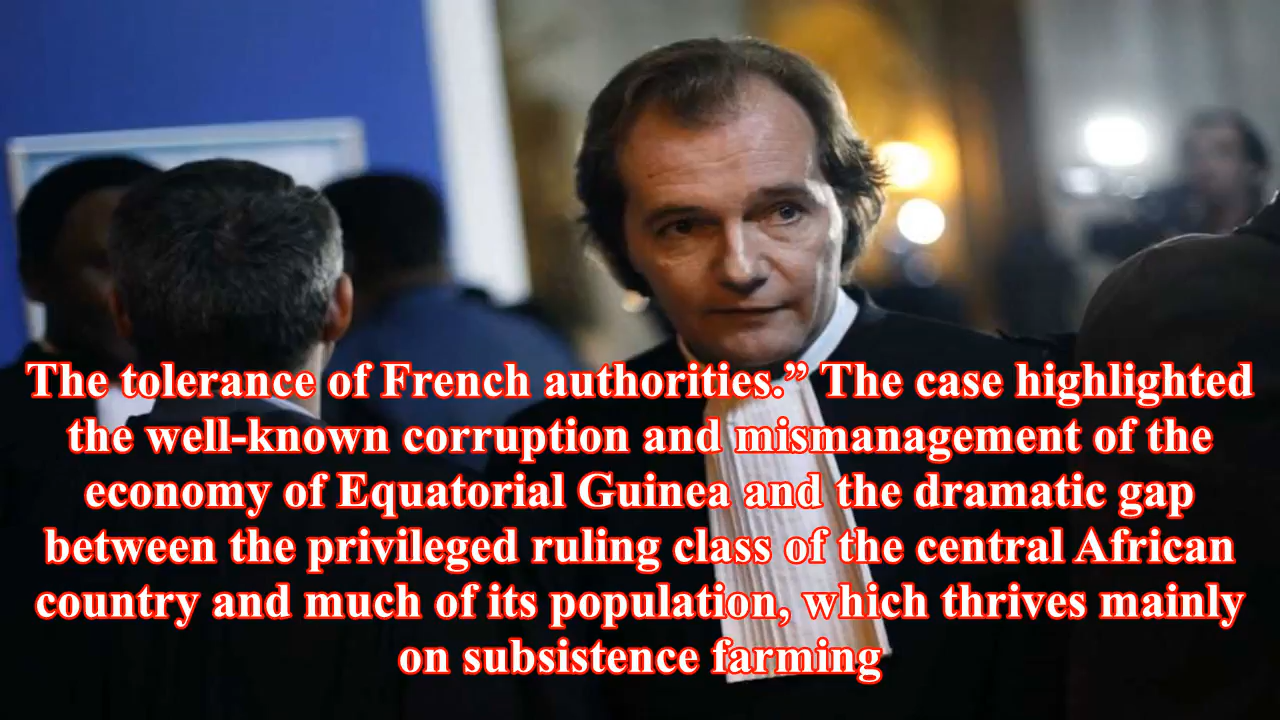 The tolerance of French authorities.” The case highlighted
the well-known corruption and mismanagement of the
economy of Equatorial Guinea and the dramatic gap
between the privileged ruling class of the central African
country and much of its population, which thrives mainly
on subsistence farming